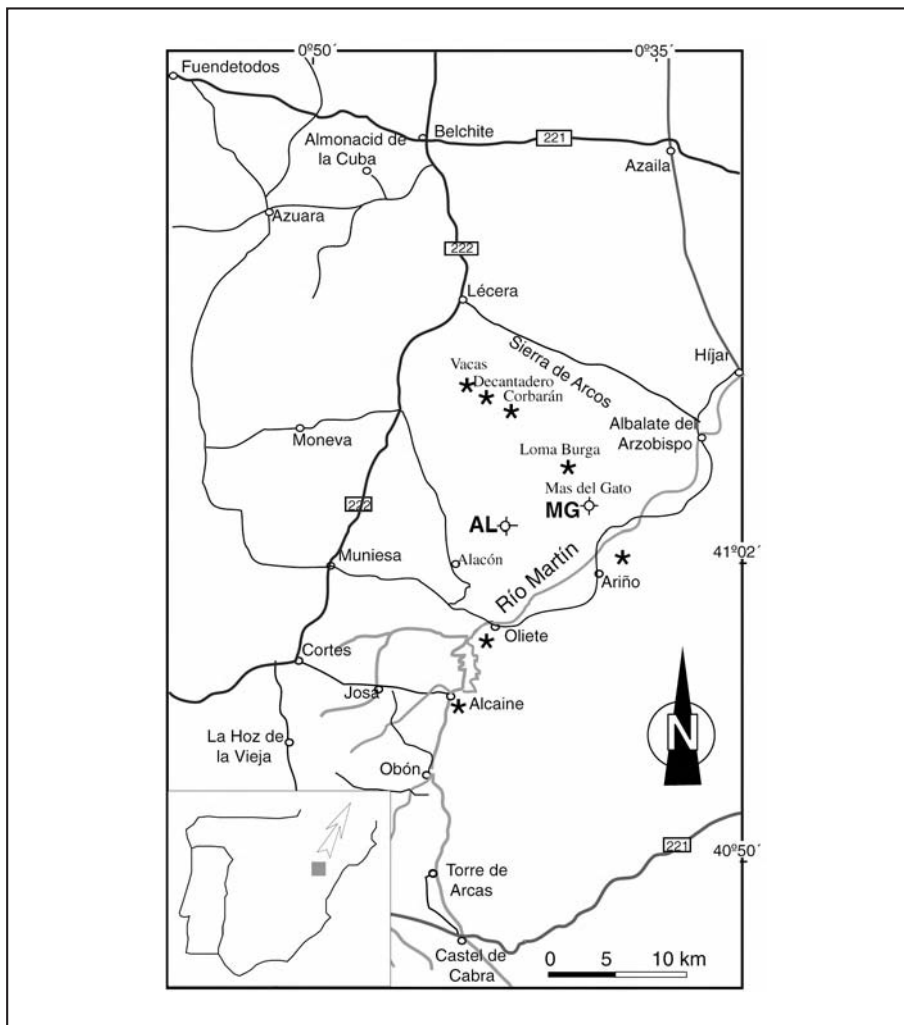 0º50´
0º35´
Fuendetodos
Almonacid de
la Cuba
Belchite
221
Azaila
Azuara
222
Lécera
Sierra de Arcos
Híjar
Vacas
Decantadero
Corbarán
Moneva
Albalate del
Arzobispo
Loma Burga
Mas del Gato
222
AL
MG
41º02´
Muniesa
Alacón
Río Martín
Ariño
Oliete
Cortes
Josa
Alcaine
La Hoz de
la Vieja
N
Obón
221
40º50´
Torre de
Arcas
Castel de
Cabra
0 5 10 km